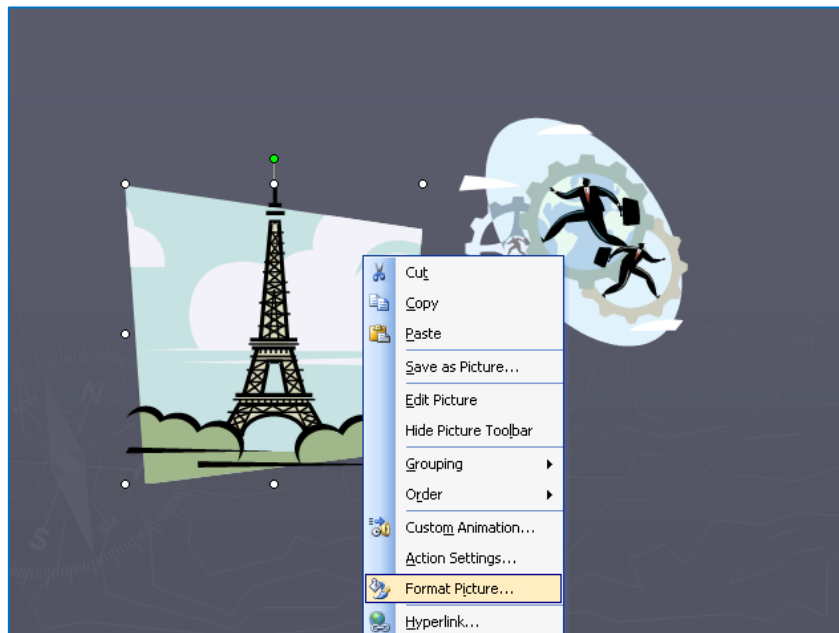 Cut
Copy
Paste
Save as Picture...
Edit Picture
Hide Picture Toolbar
Grouping
Order
Custom Animation...
Action Settings...
Format Picture...
Hyperlink...
N
S